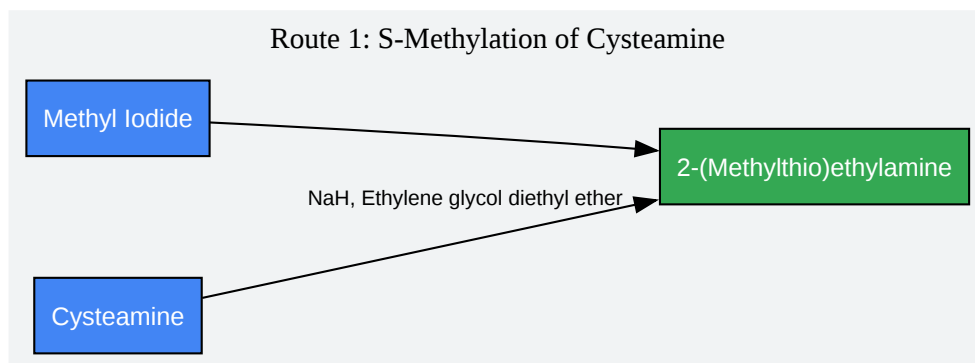 Route 1: S-Methylation of Cysteamine
Methyl Iodide
2-(Methylthio)ethylamine
NaH, Ethylene glycol diethyl ether
Cysteamine